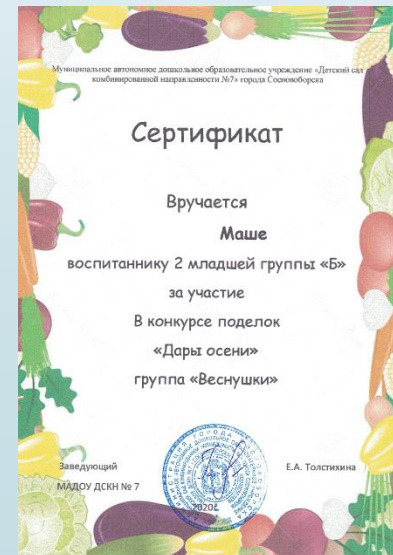 Муниципальное автономное дошкольное образовательное учреждение «Детский сад
комбинированной направленности №7» города Сосновоборска
Сертификат
Вручается
Маше
воспитаннику 2 младшей группы «Б»
за участие
В конкурсе поделок
«Дары осени»
группа «Веснушки»
Заведующий
Е.А. Толстихина
МАДОУ ДСКН № 7
2020г